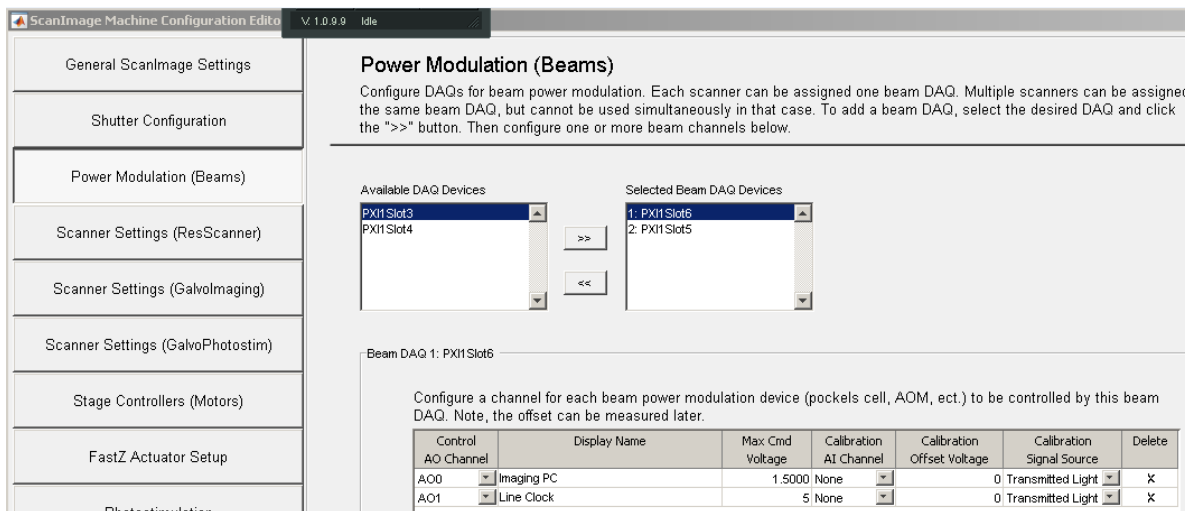 ScanImage Machine Configuration Edito
V. 1.0.9.9 Idle
General ScanImage Settings
Shutter Configuration
Power Modulation (Beams)
Scanner Settings (ResScanner)
Scanner Settings (GalvoImaging)
Scanner Settings (GalvoPhotostim)
Stage Controllers (Motors)
FastZ Actuator Setup
Photostimulation
Power Modulation (Beams)
Configure DAQs for beam power modulation. Each scanner can be assigned one beam DAQ. Multiple scanners can be assigned
the same beam DAQ, but cannot be used simultaneously in that case. To add a beam DAQ, select the desired DAQ and click
the ">>" button. Then configure one or more beam channels below.
Available DAQ Devices
PXI1Slot3
PXI1Slot4
>>
<<
Selected Beam DAQ Devices
1: PXI1Slot6
2: PXI1Slot5
Beam DAQ 1: PXI1Slot6
Configure a channel for each beam power modulation device (pockels cell, AOM, ect.) to be controlled by this beam
DAQ. Note, the offset can be measured later.
Control AO Channel Display Name Max Cmd Voltage Calibration AI Channel Calibration Offset Voltage Calibration Signal Source Delete
AO0 Imaging PC 1.5000 None 0 Transmitted Light X
AO1 Line Clock 5 None 0 Transmitted Light X